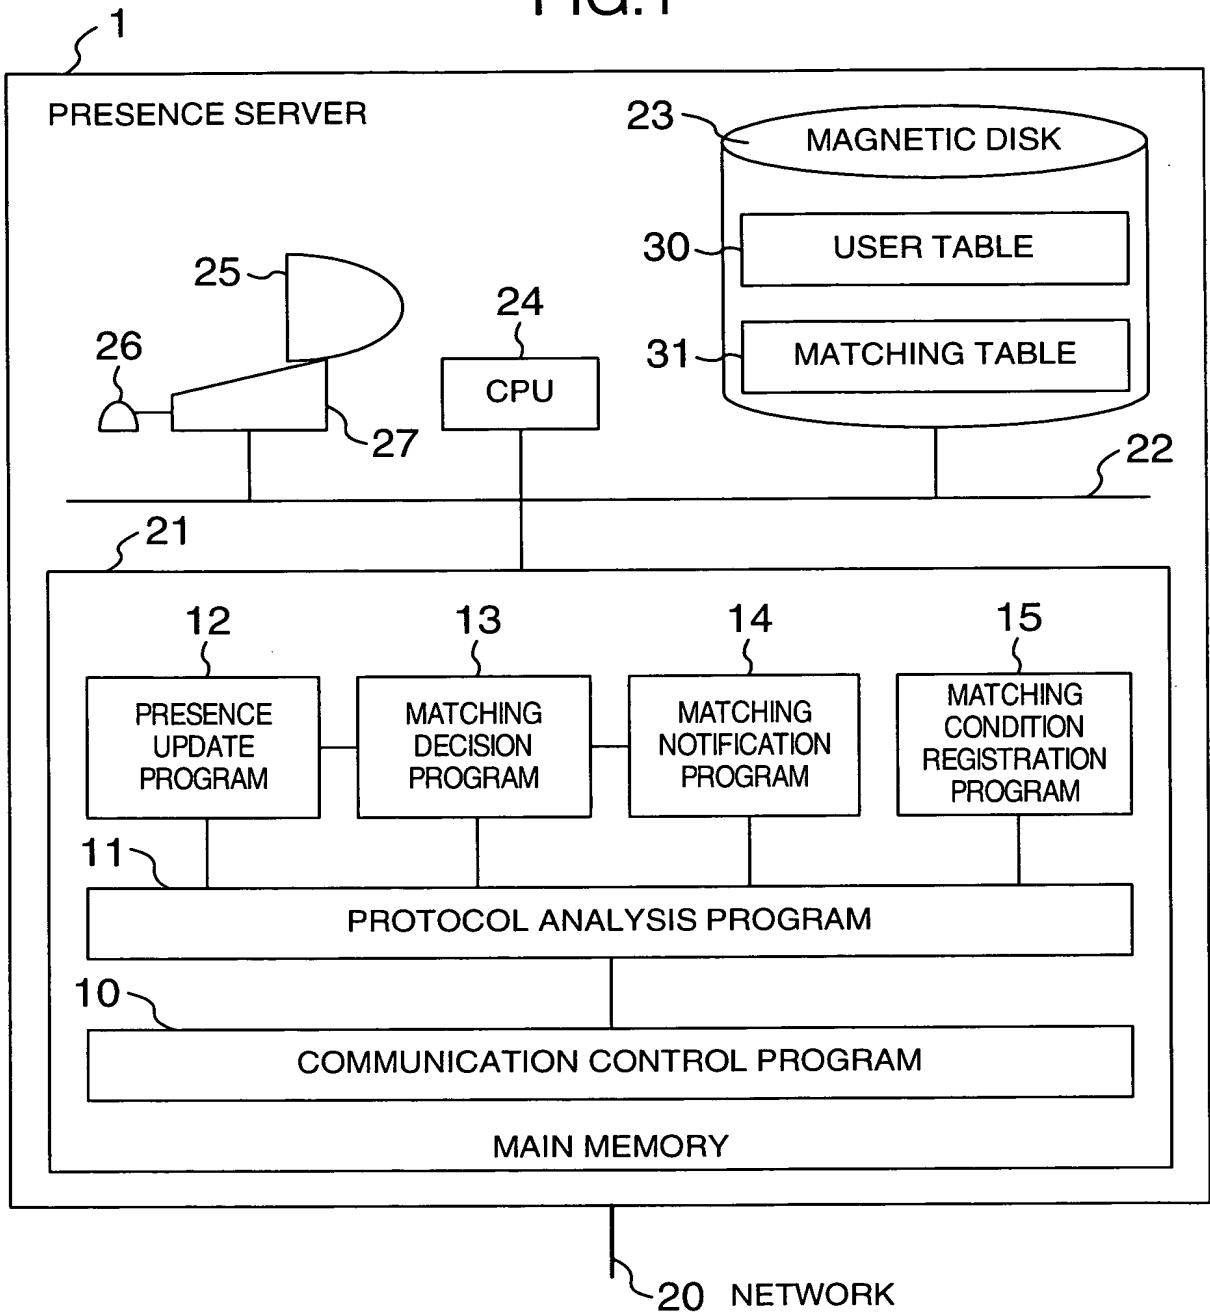 FIG.1
1
PRESENCE SERVER
23
MAGNETIC DISK
30
USER TABLE
31
MATCHING TABLE
25
26
27
24
CPU
22
21
12
13
14
15
PRESENCE
UPDATE
PROGRAM
MATCHING
DECISION
PROGRAM
MATCHING
NOTIFICATION
PROGRAM
MATCHING
CONDITION
REGISTRATION
PROGRAM
11
PROTOCOL ANALYSIS PROGRAM
10
COMMUNICATION CONTROL PROGRAM
MAIN MEMORY
20 NETWORK